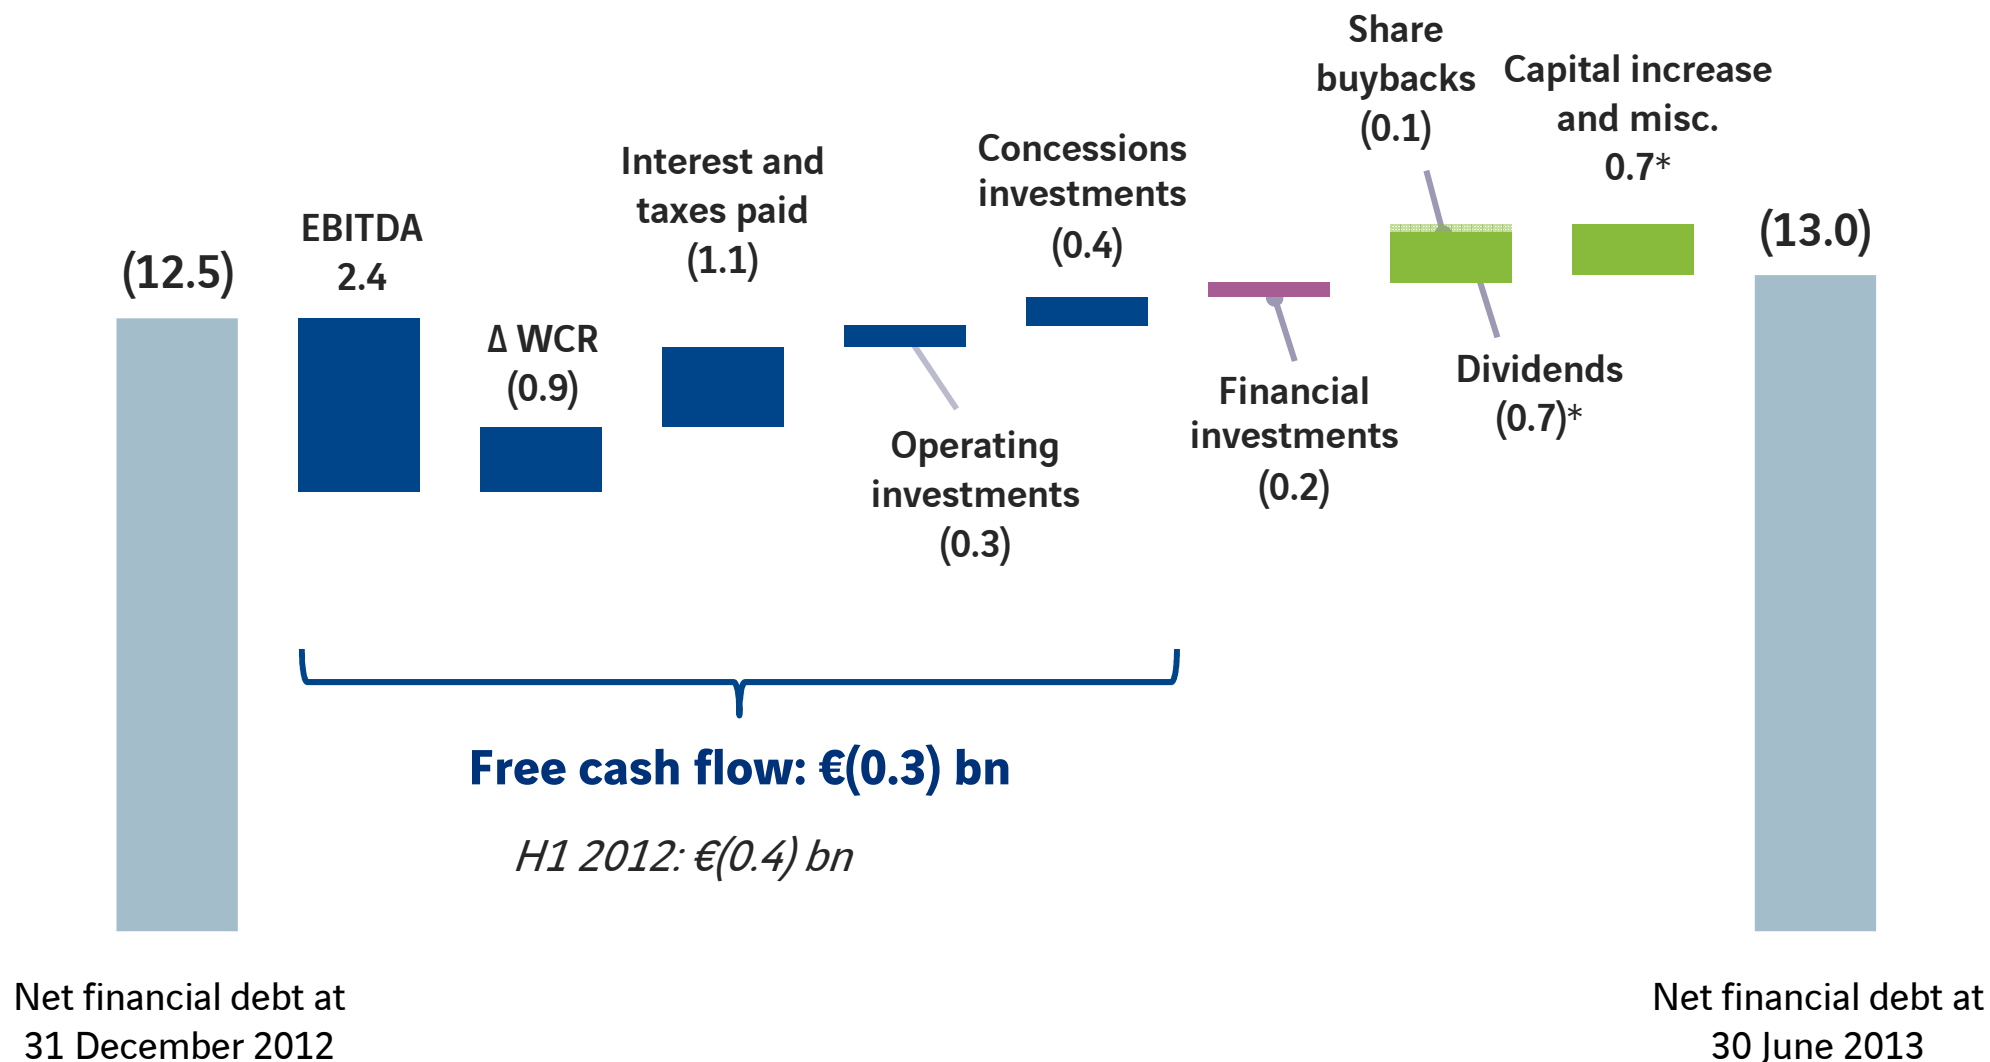 (12.5)
EBITDA
2.4
Δ WCR
(0.9)
Interest and
taxes paid
(1.1)
Operating
investments
(0.3)
Concessions
investments
(0.4)
Financial
investments
(0.2)
Share
buybacks
(0.1)
Dividends
(0.7)*
Capital increase
and misc.
0.7*
(13.0)
Free cash flow: €(0.3) bn
H1 2012: €(0.4) bn
Net financial debt at
31 December 2012
Net financial debt at
30 June 2013